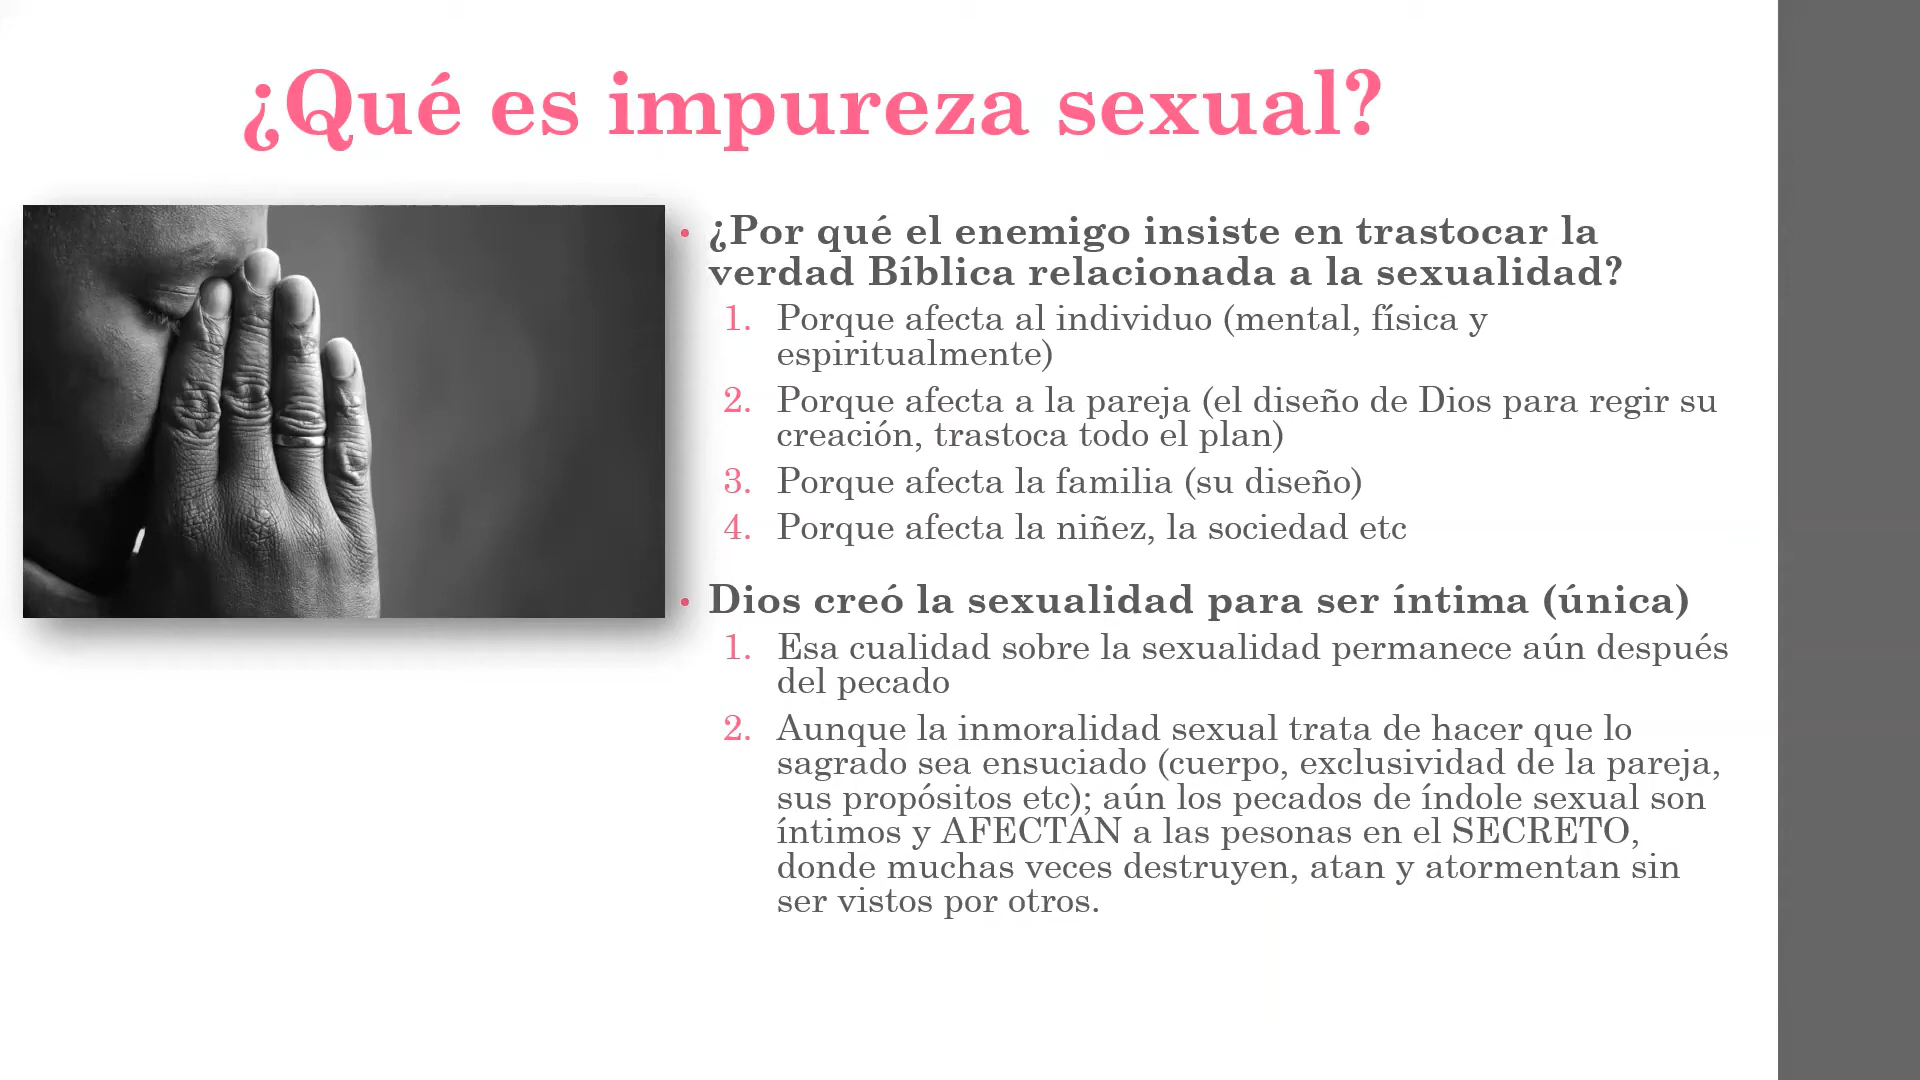 ¿Qué es impureza sexual?
• ¿Por qué el enemigo insiste en trastocar la
verdad Bíblica relacionada a la sexualidad?
1. Porque afecta al individuo (mental, física y
espiritualmente)
2. Porque afecta a la pareja (el diseño de Dios para regir su
creación, trastoca todo el plan)
3. Porque afecta la familia (su diseño)
4. Porque afecta la niñez, la sociedad etc
• Dios creó la sexualidad para ser íntima (única)
1. Esa cualidad sobre la sexualidad permanece aún después
del pecado
2. Aunque la inmoralidad sexual trata de hacer que lo
sagrado sea ensuciado (cuerpo, exclusividad de la pareja,
sus propósitos etc); aún los pecados de índole sexual son
íntimos y AFECTAN a las pesonas en el SECRETO,
donde muchas veces destruyen, atan y atormentan sin
ser vistos por otros.